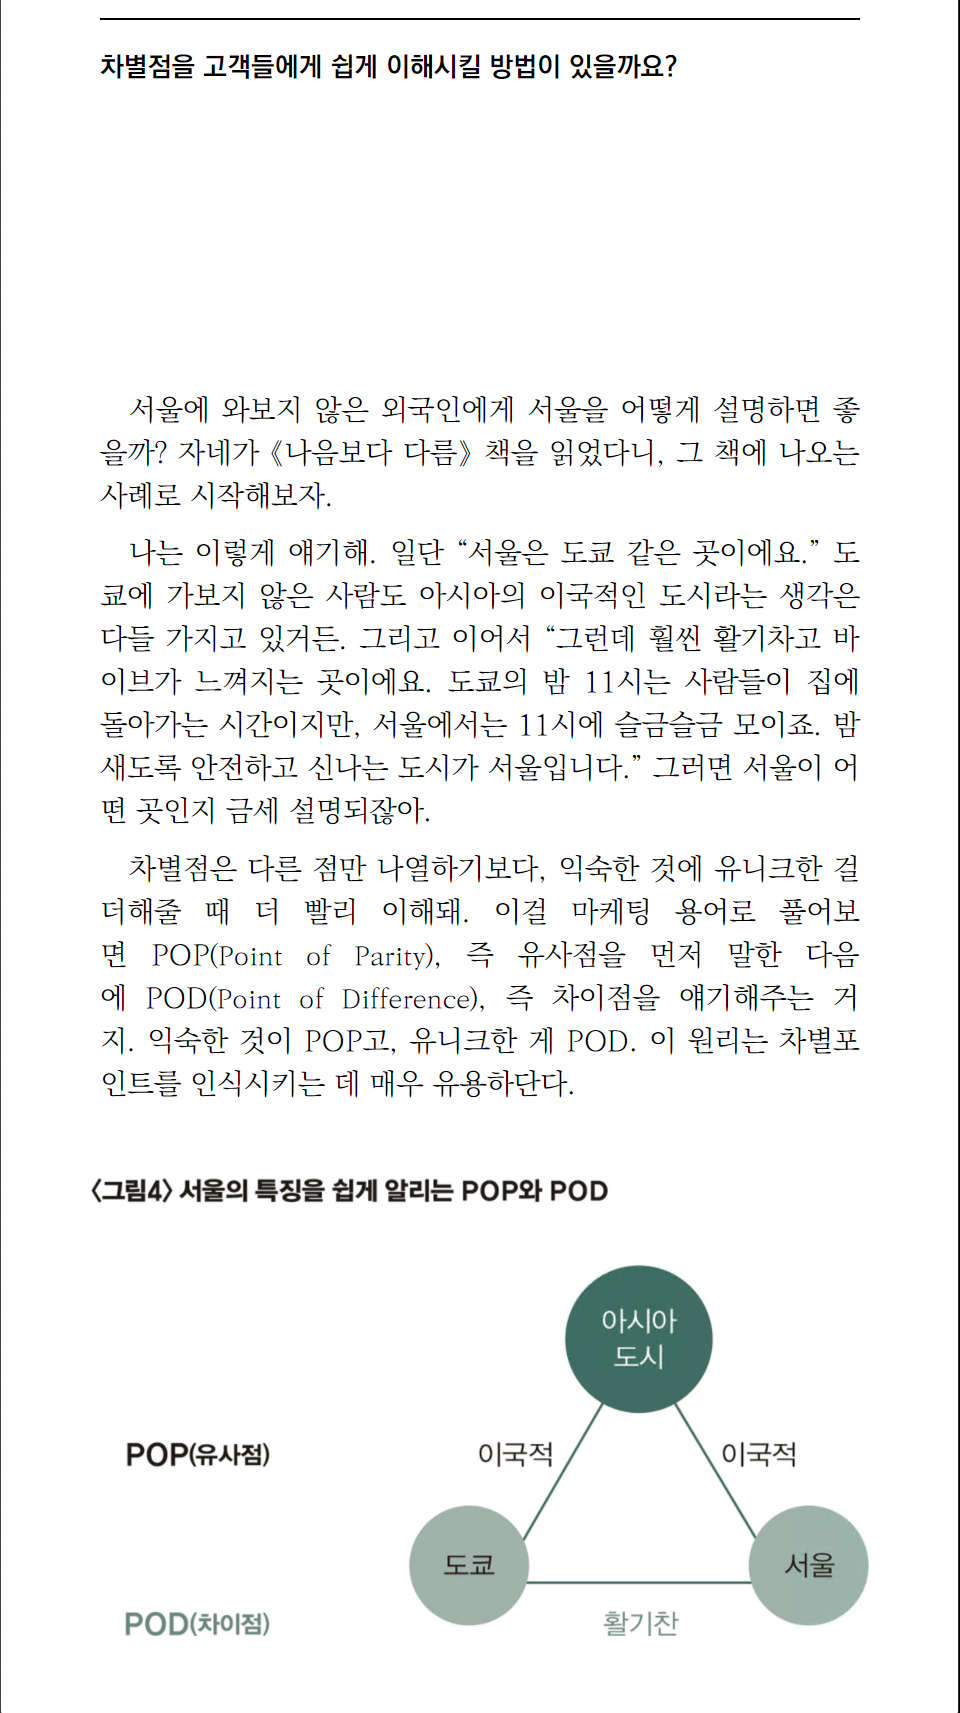 차별점을 고객들에게 쉽게 이해시킬 방법이 있을까요?
서울에 와보지 않은 외국인에게 서울을 어떻게 설명하면 좋
을까? 자네가 《나음보다 다름》 책을 읽었다니, 그 책에 나오는
사례로 시작해보자.
나는 이렇게 얘기해. 일단 “서울은 도쿄 같은 곳이에요.” 도
쿄에 가보지 않은 사람도 아시아의 이국적인 도시라는 생각은
다들 가지고 있거든. 그리고 이어서 “그런데 훨씬 활기차고 바
이브가 느껴지는 곳이에요. 도쿄의 밤 11시는 사람들이 집에
돌아가는 시간이지만, 서울에서는 11시에 슬금슬금 모이죠. 밤
새도록 안전하고 신나는 도시가 서울입니다.” 그러면 서울이 어
떤 곳인지 금세 설명되잖아.
차별점은 다른 점만 나열하기보다, 익숙한 것에 유니크한 걸
더해줄 때 더 빨리 이해돼. 이걸 마케팅 용어로 풀어보
면 POP(Point of Parity), 즉 유사점을 먼저 말한 다음
에 POD(Point of Difference), 즉 차이점을 얘기해주는 거
지. 익숙한 것이 POP고, 유니크한 게 POD. 이 원리는 차별포
인트를 인식시키는 데 매우 유용하단다.
〈그림4〉 서울의 특징을 쉽게 알리는 POP와 POD
아시아
도시
POP(유사점)
이국적
이국적
도쿄
서울
POD(차이점)
활기찬